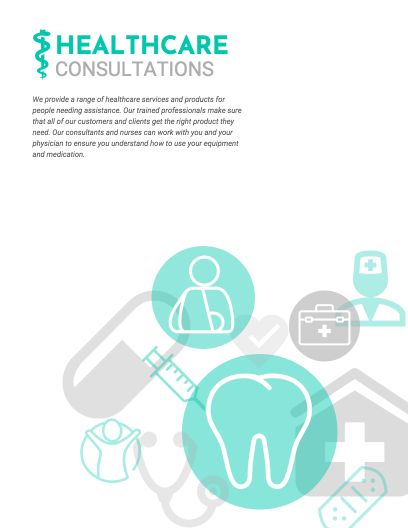 HEALTHCARE
CONSULTATIONS
We provide a range of healthcare services and products for
people needing assistance. Our trained professionals make sure
that all of our customers and clients get the right product they
need. Our consultants and nurses can work with you and your
physician to ensure you understand how to use your equipment
and medication.